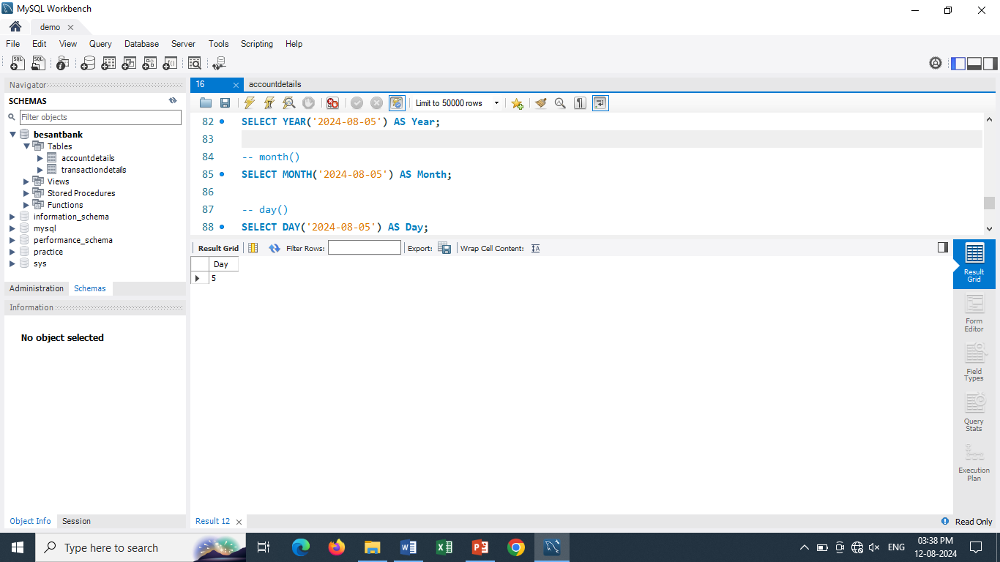 MySQL Workbench
demo
File Edit View Query Database Server Tools Scripting Help
Navigator
SCHEMAS
Filter objects
besantbank
Tables
accountdetails
transactiondetails
Views
Stored Procedures
Functions
information_schema
mysql
performance_schema
practice
sys
Administration Schemas
Information
No object selected
Object Info Session
16 accountdetails
Limit to 50000 rows
82 SELECT YEAR('2024-08-05') AS Year;
83
84 -- month()
85 SELECT MONTH('2024-08-05') AS Month;
86
87 -- day()
88 SELECT DAY('2024-08-05') AS Day;
Result Grid Filter Rows: Export: Wrap Cell Content:
Day
5
Result
Grid
Form
Editor
Field
Types
Query
Stats
Execution
Plan
Result 12
Read Only
Type here to search
ENG
03:38 PM
12-08-2024